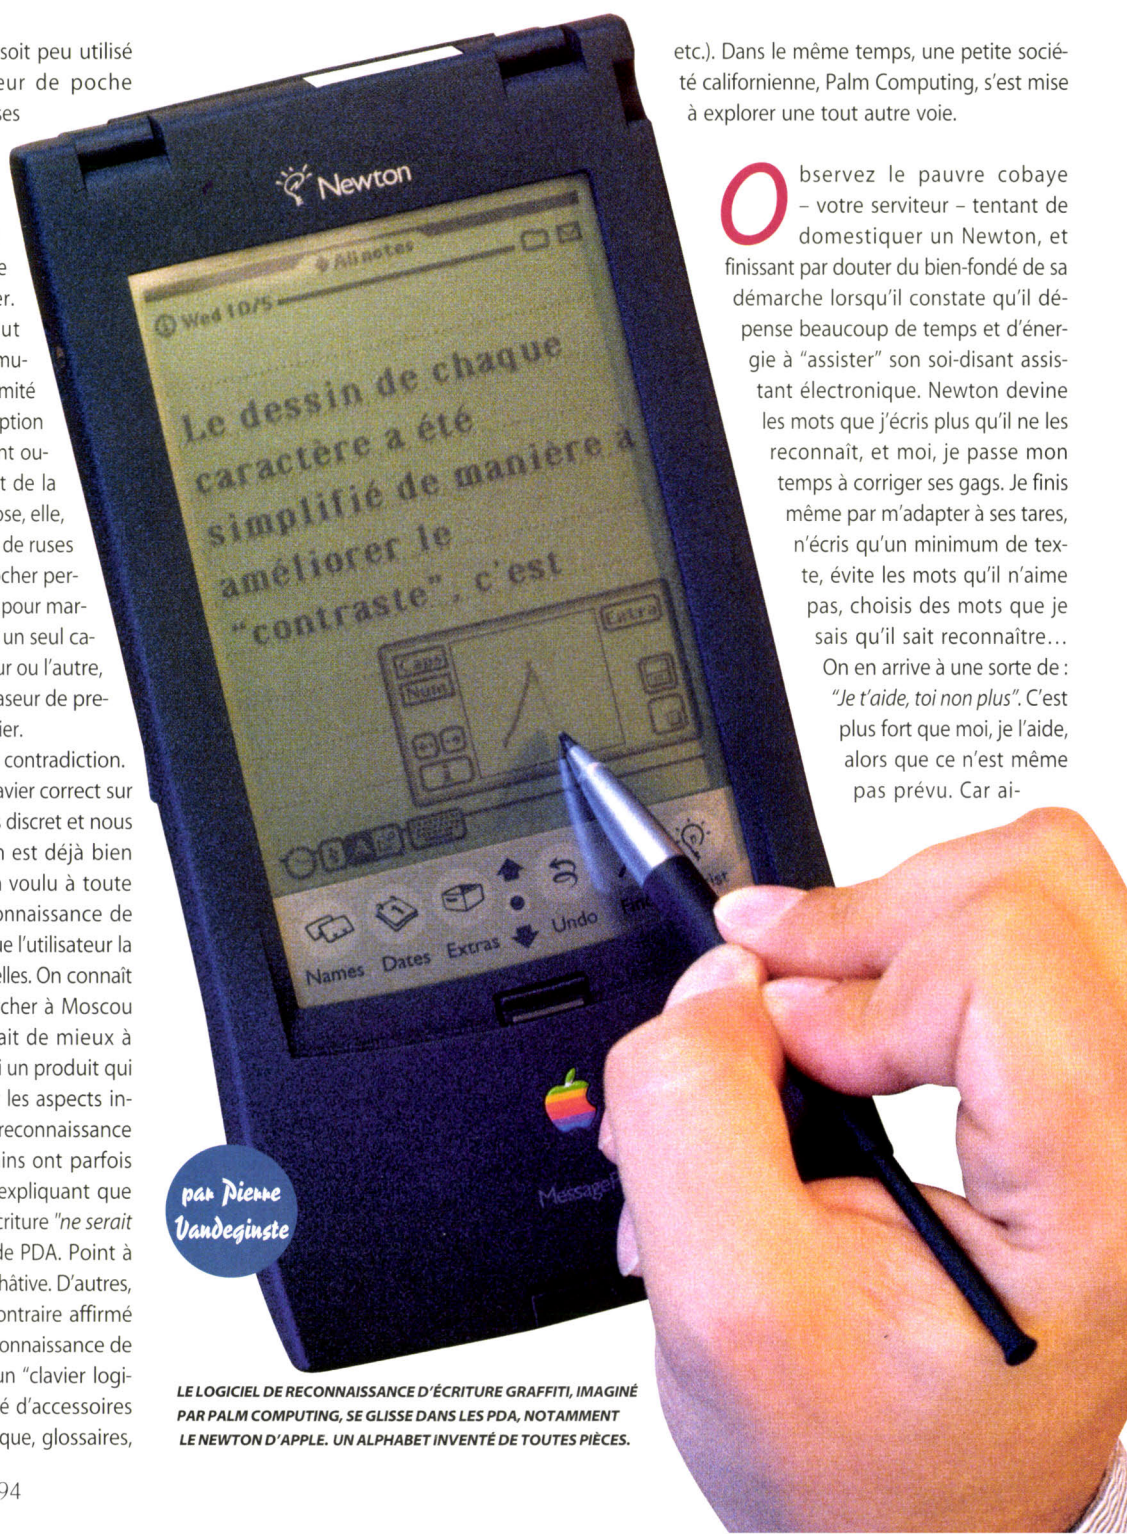 soit peu utilisé
eur de poche
ses
e
er.
ut
mu-
mité
ption
nt ou-
t de la
ose, elle,
de ruses
cher per-
pour mar-
un seul ca-
ur ou l'autre,
aseur de pre-
ier.
contradiction.
avier correct sur
s discret et nous
n est déjà bien
a voulu à toute
onnaissance de
ue l'utilisateur la
elles. On connaît
cher à Moscou
ait de mieux à
i un produit qui
les aspects in-
reconnaissance
ins ont parfois
expliquant que
criture "ne serait
de PDA. Point à
hâtive. D'autres,
ontraire affirmé
onnaissance de
un "clavier logi-
é d'accessoires
que, glossaires,
94
Newton
All notes
Wed 10/5
Le dessin de chaque
caractère a été
simplifié de manière à
améliorer le
"contraste", c'est
Caps
Num
Extra
Names Dates Extras Undo Find ist
MessageP
par Pierre
Vandeginste
LE LOGICIEL DE RECONNAISSANCE D'ÉCRITURE GRAFFITI, IMAGINÉ
PAR PALM COMPUTING, SE GLISSE DANS LES PDA, NOTAMMENT
LE NEWTON D'APPLE. UN ALPHABET INVENTÉ DE TOUTES PIÈCES.
etc.). Dans le même temps, une petite socié-
té californienne, Palm Computing, s'est mise
à explorer une tout autre voie.
Observez le pauvre cobaye
– votre serviteur – tentant de
domestiquer un Newton, et
finissant par douter du bien-fondé de sa
démarche lorsqu'il constate qu'il dé-
pense beaucoup de temps et d'éner-
gie à "assister" son soi-disant assis-
tant électronique. Newton devine
les mots que j'écris plus qu'il ne les
reconnaît, et moi, je passe mon
temps à corriger ses gags. Je finis
même par m'adapter à ses tares,
n'écris qu'un minimum de tex-
te, évite les mots qu'il n'aime
pas, choisis des mots que je
sais qu'il sait reconnaître…
On en arrive à une sorte de :
"Je t'aide, toi non plus". C'est
plus fort que moi, je l'aide,
alors que ce n'est même
pas prévu. Car ai-